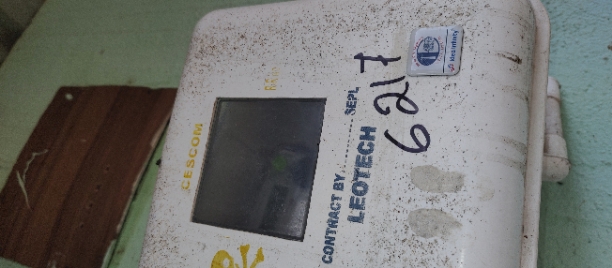 CESCOM
CONTRACT BY ............ SEPL
LEOTECH
6217